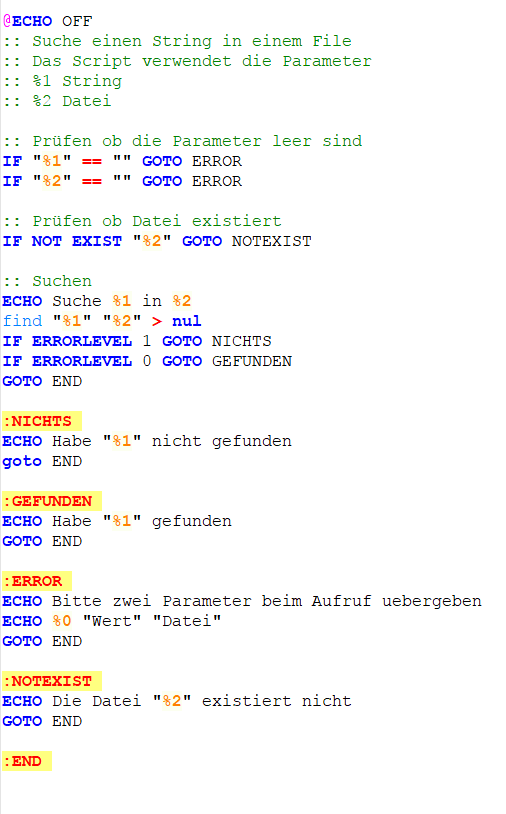 @ECHO OFF
:: Suche einen String in einem File
:: Das Script verwendet die Parameter
:: %1 String
:: %2 Datei
:: Prüfen ob die Parameter leer sind
IF "%1" == "" GOTO ERROR
IF "%2" == "" GOTO ERROR
:: Prüfen ob Datei existiert
IF NOT EXIST "%2" GOTO NOTEXIST
:: Suchen
ECHO Suche %1 in %2
find "%1" "%2" > nul
IF ERRORLEVEL 1 GOTO NICHTS
IF ERRORLEVEL 0 GOTO GEFUNDEN
GOTO END
:NICHTS
ECHO Habe "%1" nicht gefunden
goto END
:GEFUNDEN
ECHO Habe "%1" gefunden
GOTO END
:ERROR
ECHO Bitte zwei Parameter beim Aufruf uebergeben
ECHO %0 "Wert" "Datei"
GOTO END
:NOTEXIST
ECHO Die Datei "%2" existiert nicht
GOTO END
:END